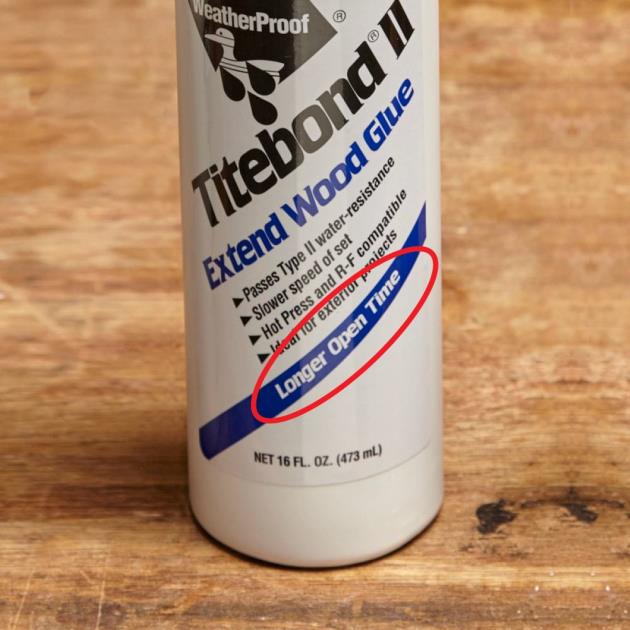 WeatherProof
®
Titebond® II
Extend Wood Glue
▶Passes Type II water-resistance
▶Slower speed of set
▶Hot Press and R-F compatible
▶Ideal for exterior projects
Longer Open Time
NET 16 FL. OZ. (473 mL)